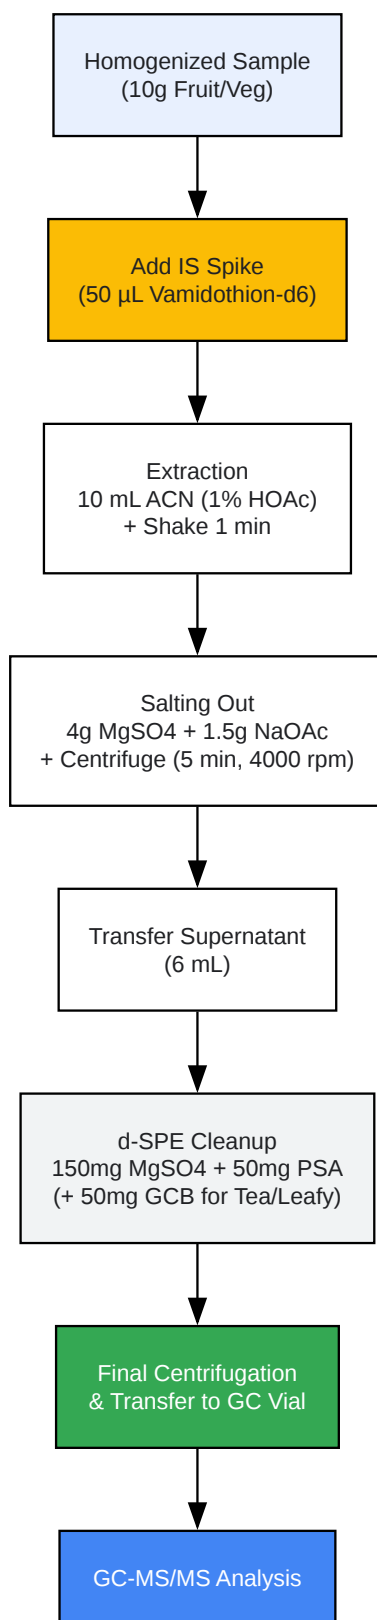 Homogenized Sample
(10g Fruit/Veg)
Add IS Spike
(50 µL Vamidothion-d6)
Extraction
10 mL ACN (1% HOAc)
+ Shake 1 min
Salting Out
4g MgSO4 + 1.5g NaOAc
+ Centrifuge (5 min, 4000 rpm)
Transfer Supernatant
(6 mL)
d-SPE Cleanup
150mg MgSO4 + 50mg PSA
(+ 50mg GCB for Tea/Leafy)
Final Centrifugation
& Transfer to GC Vial
GC-MS/MS Analysis